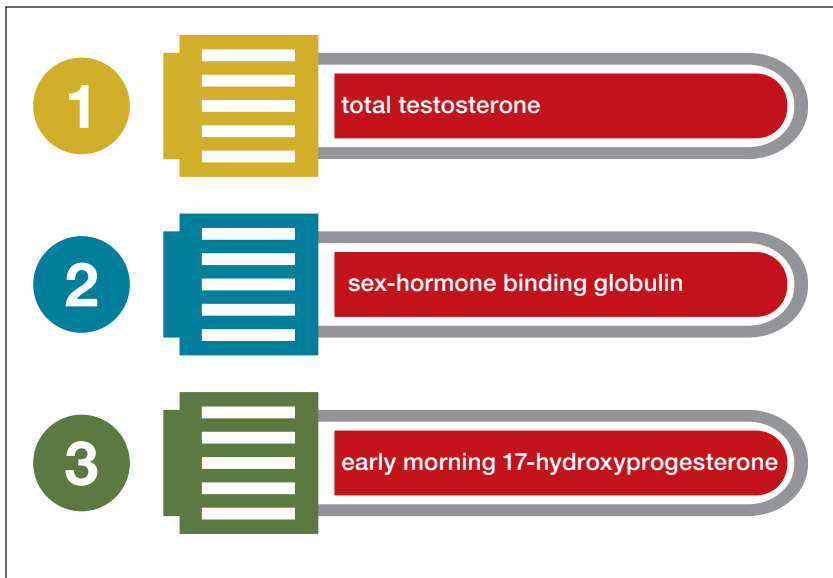 1
total testosterone
2
sex-hormone binding globulin
3
early morning 17-hydroxyprogesterone